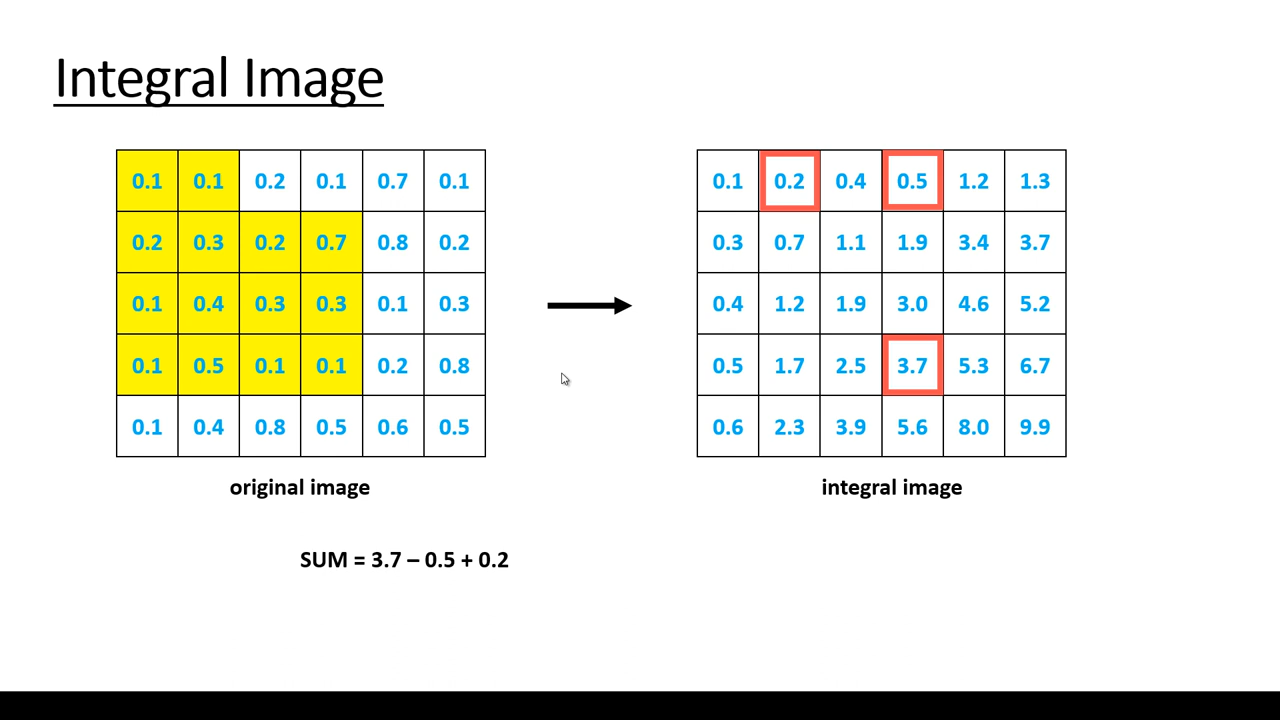 Integral Image
0.1 0.1 0.2 0.1 0.7 0.1
0.2 0.3 0.2 0.7 0.8 0.2
0.1 0.4 0.3 0.3 0.1 0.3
0.1 0.5 0.1 0.1 0.2 0.8
0.1 0.4 0.8 0.5 0.6 0.5
original image
0.1 0.2 0.4 0.5 1.2 1.3
0.3 0.7 1.1 1.9 3.4 3.7
0.4 1.2 1.9 3.0 4.6 5.2
0.5 1.7 2.5 3.7 5.3 6.7
0.6 2.3 3.9 5.6 8.0 9.9
integral image
SUM = 3.7 – 0.5 + 0.2